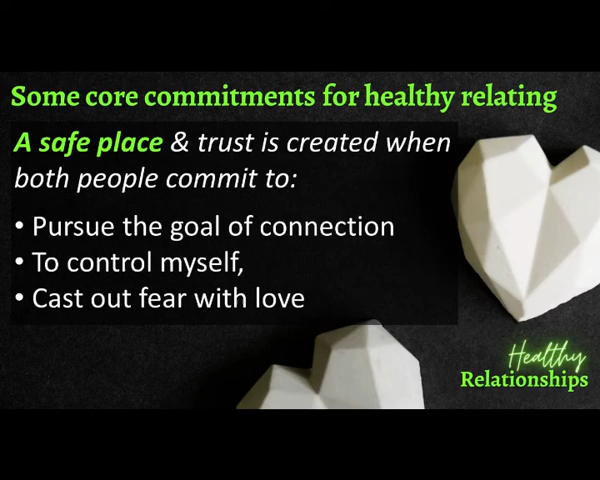 Some core commitments for healthy relating
A safe place & trust is created when
both people commit to:
• Pursue the goal of connection
• To control myself,
• Cast out fear with love
Healthy
Relationships